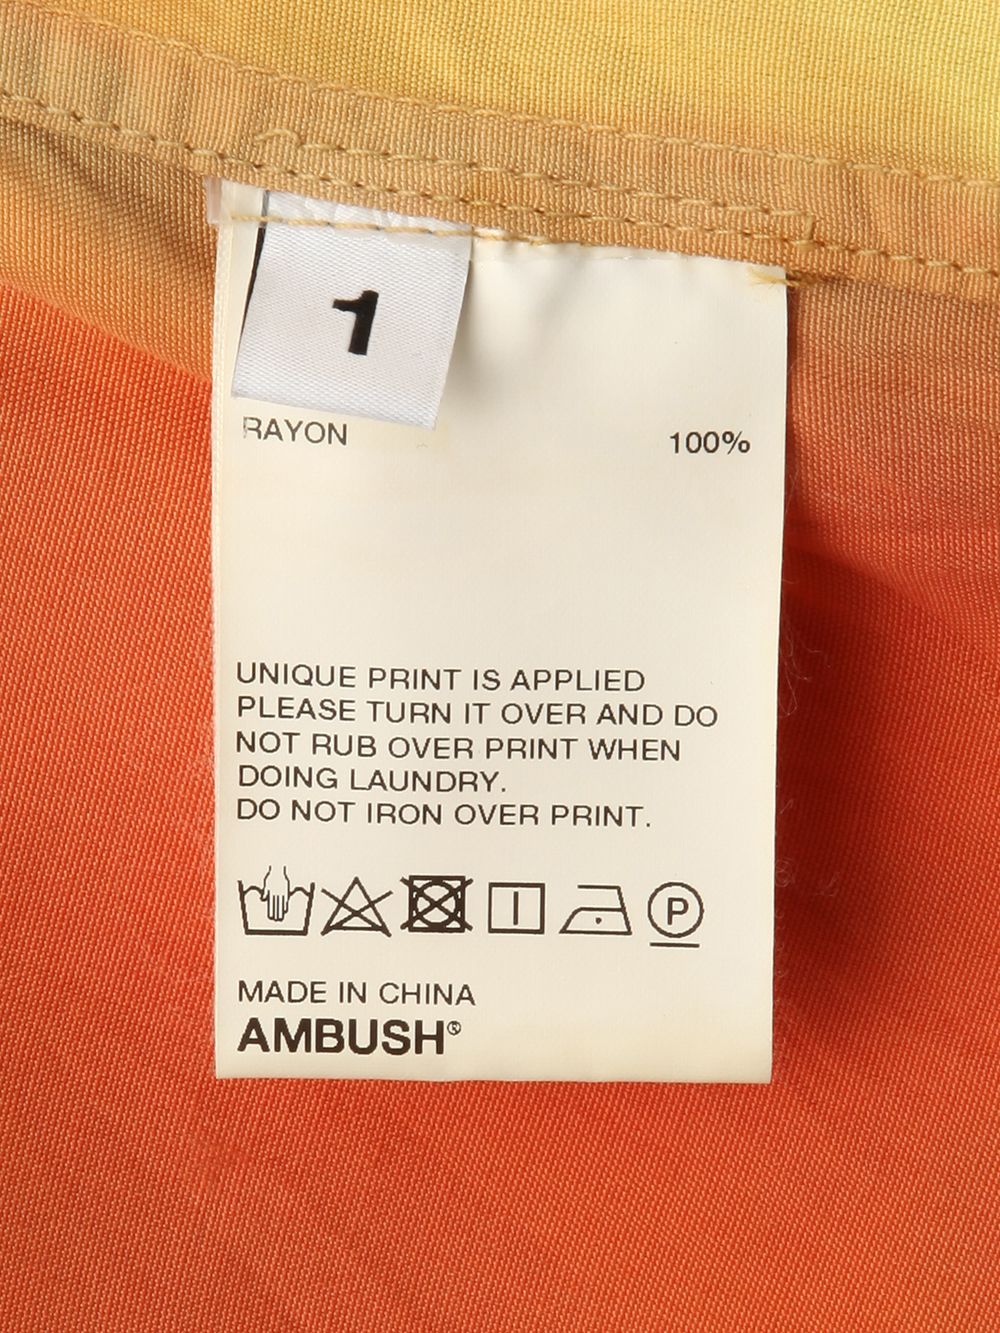 1
RAYON 100%
UNIQUE PRINT IS APPLIED
PLEASE TURN IT OVER AND DO
NOT RUB OVER PRINT WHEN
DOING LAUNDRY.
DO NOT IRON OVER PRINT.
P
MADE IN CHINA
AMBUSH®